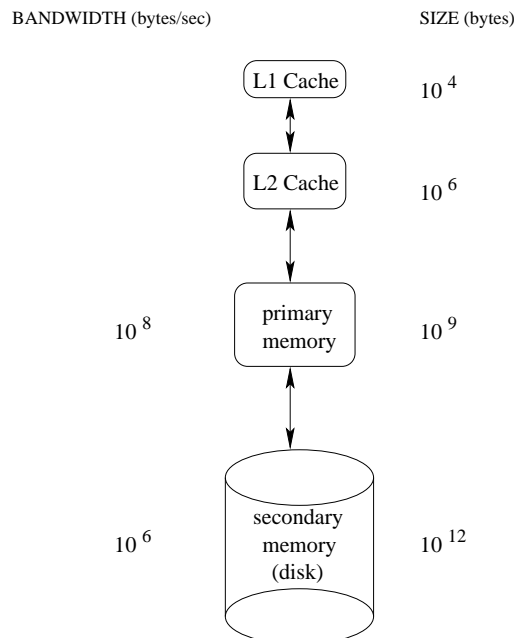 BANDWIDTH (bytes/sec)
SIZE (bytes)
L1 Cache
10^4
L2 Cache
10^6
primary
memory
10^8
10^9
secondary
memory
(disk)
10^6
10^12